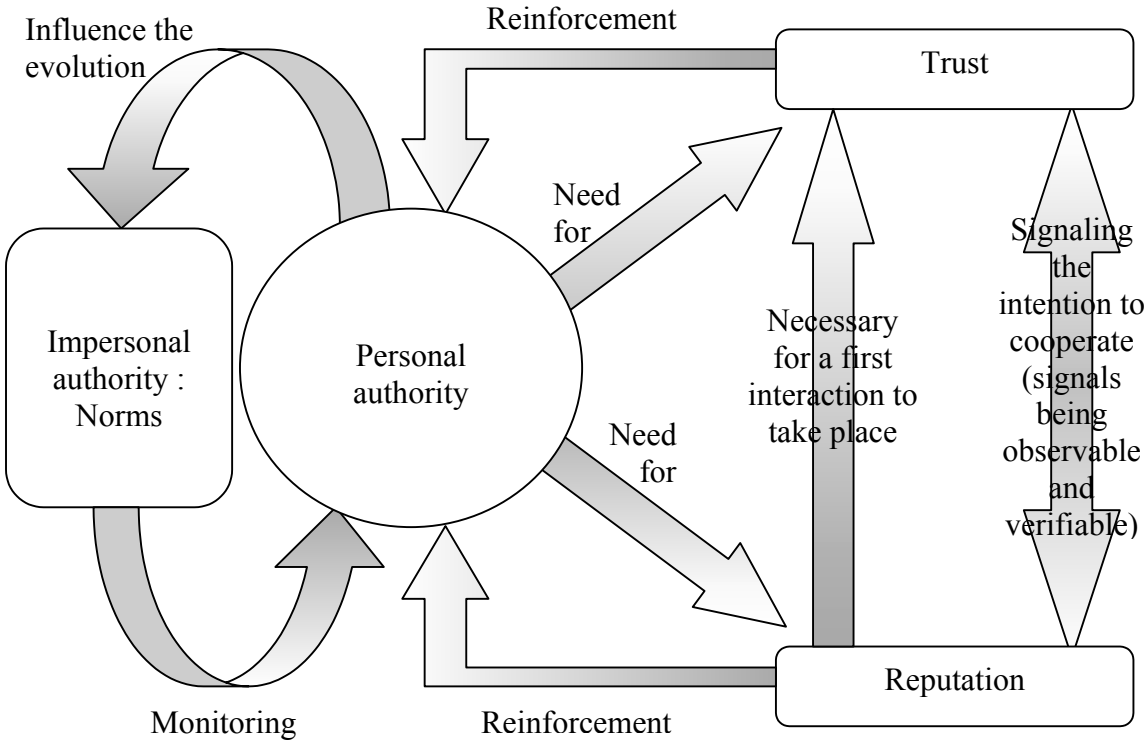 Reinforcement
Influence the
evolution
Trust
Need
for
Signaling
the
intention to
cooperate
(signals
being
observable
and
verifiable)
Necessary
for a first
interaction to
take place
Impersonal
authority :
Norms
Personal
authority
Need
for
Reputation
Monitoring
Reinforcement